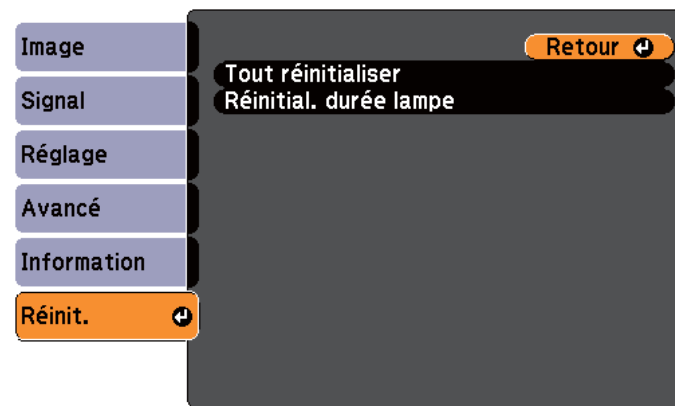 Image
Signal
Réglage
Avancé
Information
Réinit.
Retour
Tout réinitialiser
Réinitial. durée lampe